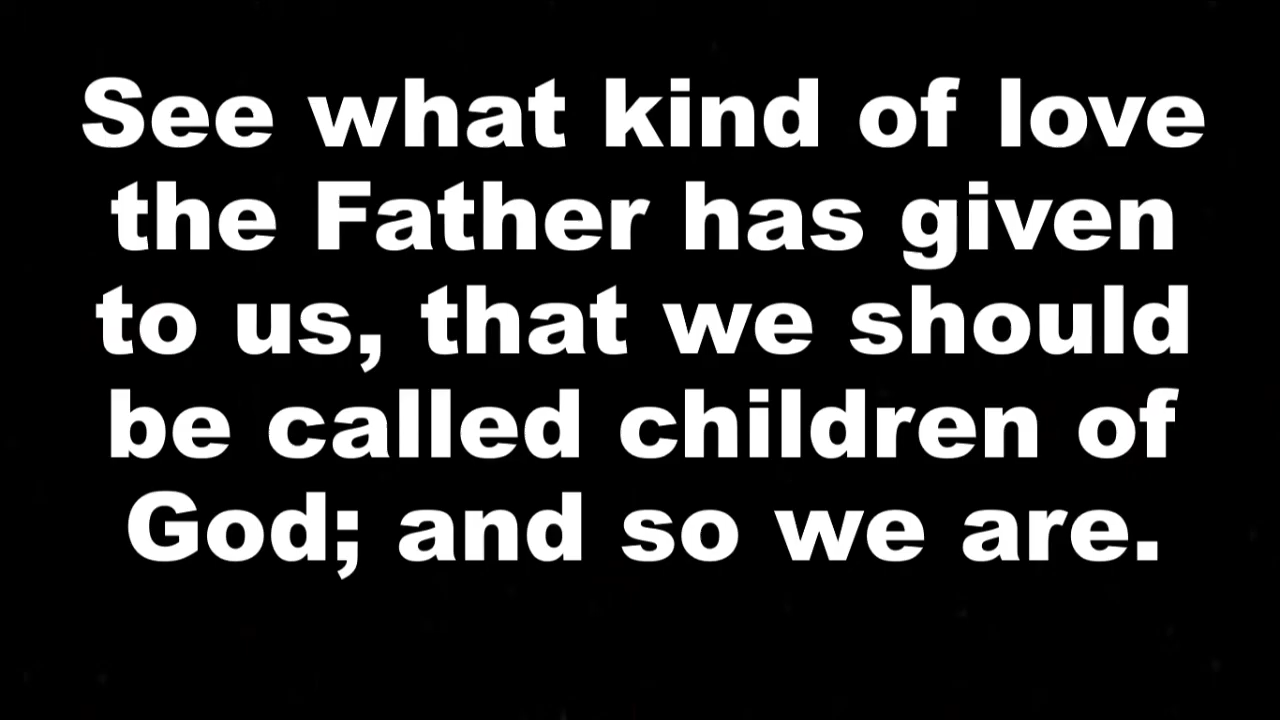 See what kind of love
the Father has given
to us, that we should
be called children of
God; and so we are.